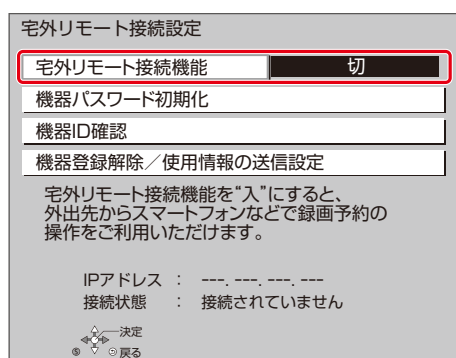 宅外リモート接続設定
宅外リモート接続機能 切
機器パスワード初期化
機器ID確認
機器登録解除／使用情報の送信設定
宅外リモート接続機能を“入”にすると、
外出先からスマートフォンなどで録画予約の
操作をご利用いただけます。
IPアドレス ： ---. ---. ---. ---
接続状態 ： 接続されていません
決定
S 戻る